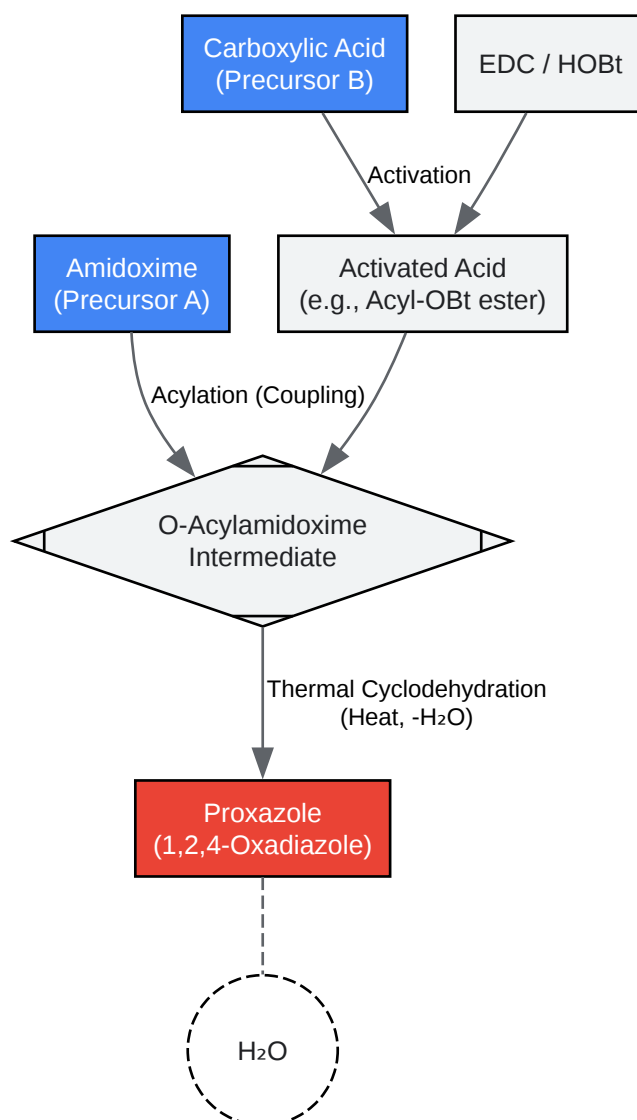 Carboxylic Acid
(Precursor B)
EDC / HOBt
Activation
Amidoxime
(Precursor A)
Activated Acid
(e.g., Acyl-OBt ester)
Acylation (Coupling)
O-Acylamidoxime
Intermediate
Thermal Cyclodehydration
(Heat, -H₂O)
Proxazole
(1,2,4-Oxadiazole)
H₂O